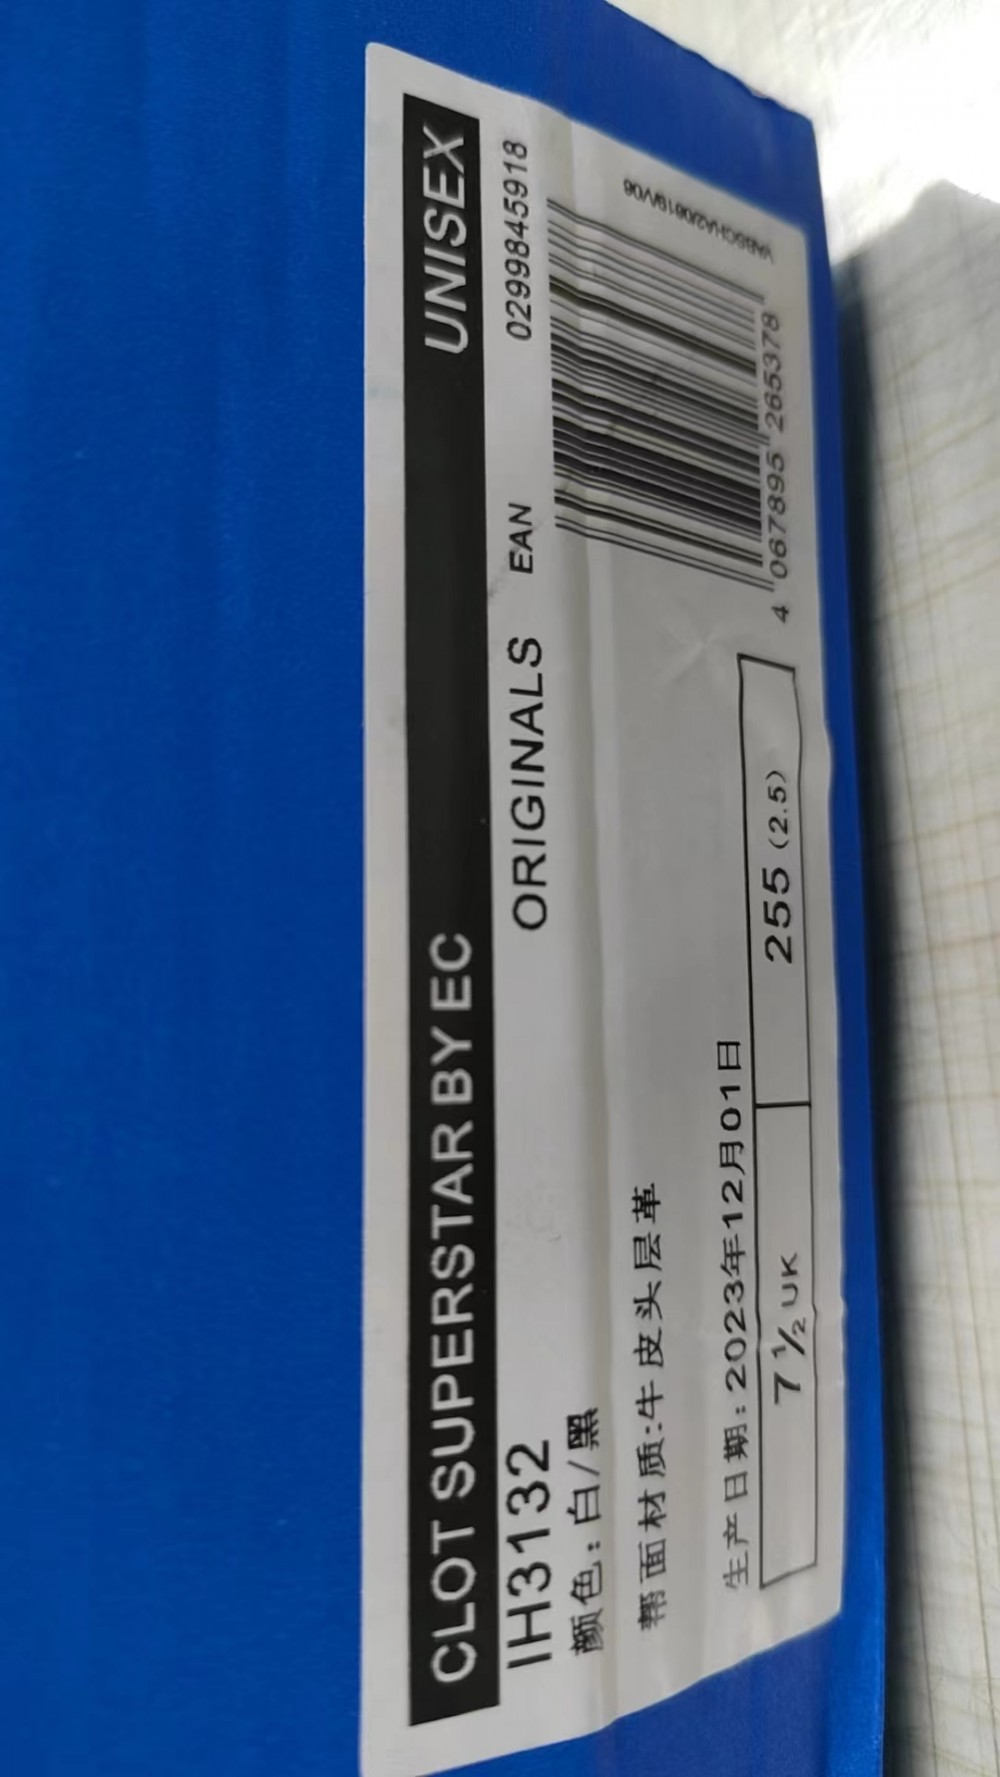 CLOT SUPERSTAR BY EC UNISEX
IH3132 ORIGINALS EAN 0299845918
颜色:白/黑
帮面材质:牛皮头层革
生产日期:2023年12月01日
7 1/2 UK 255 (2.5)
4 067895 265378